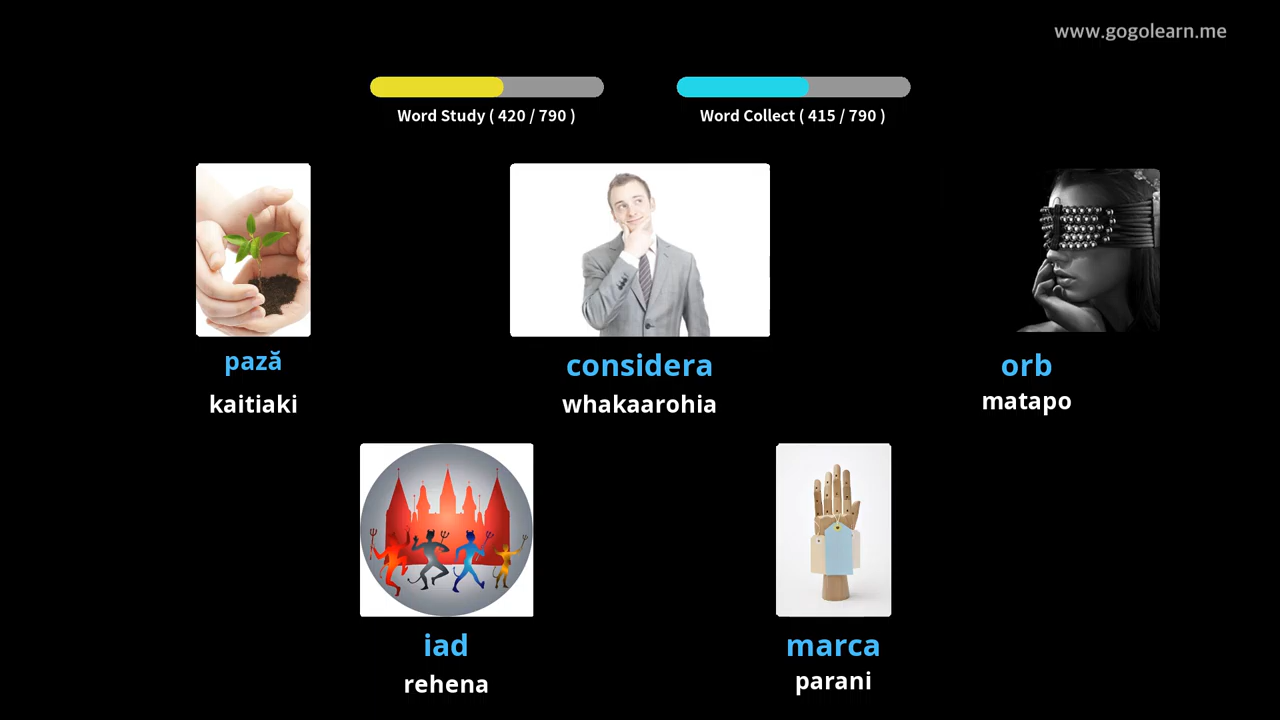 www.gogolearn.me
Word Study ( 420 / 790 )
Word Collect ( 415 / 790 )
pază
considera
orb
kaitiaki
whakaarohia
matapo
iad
marca
rehena
parani